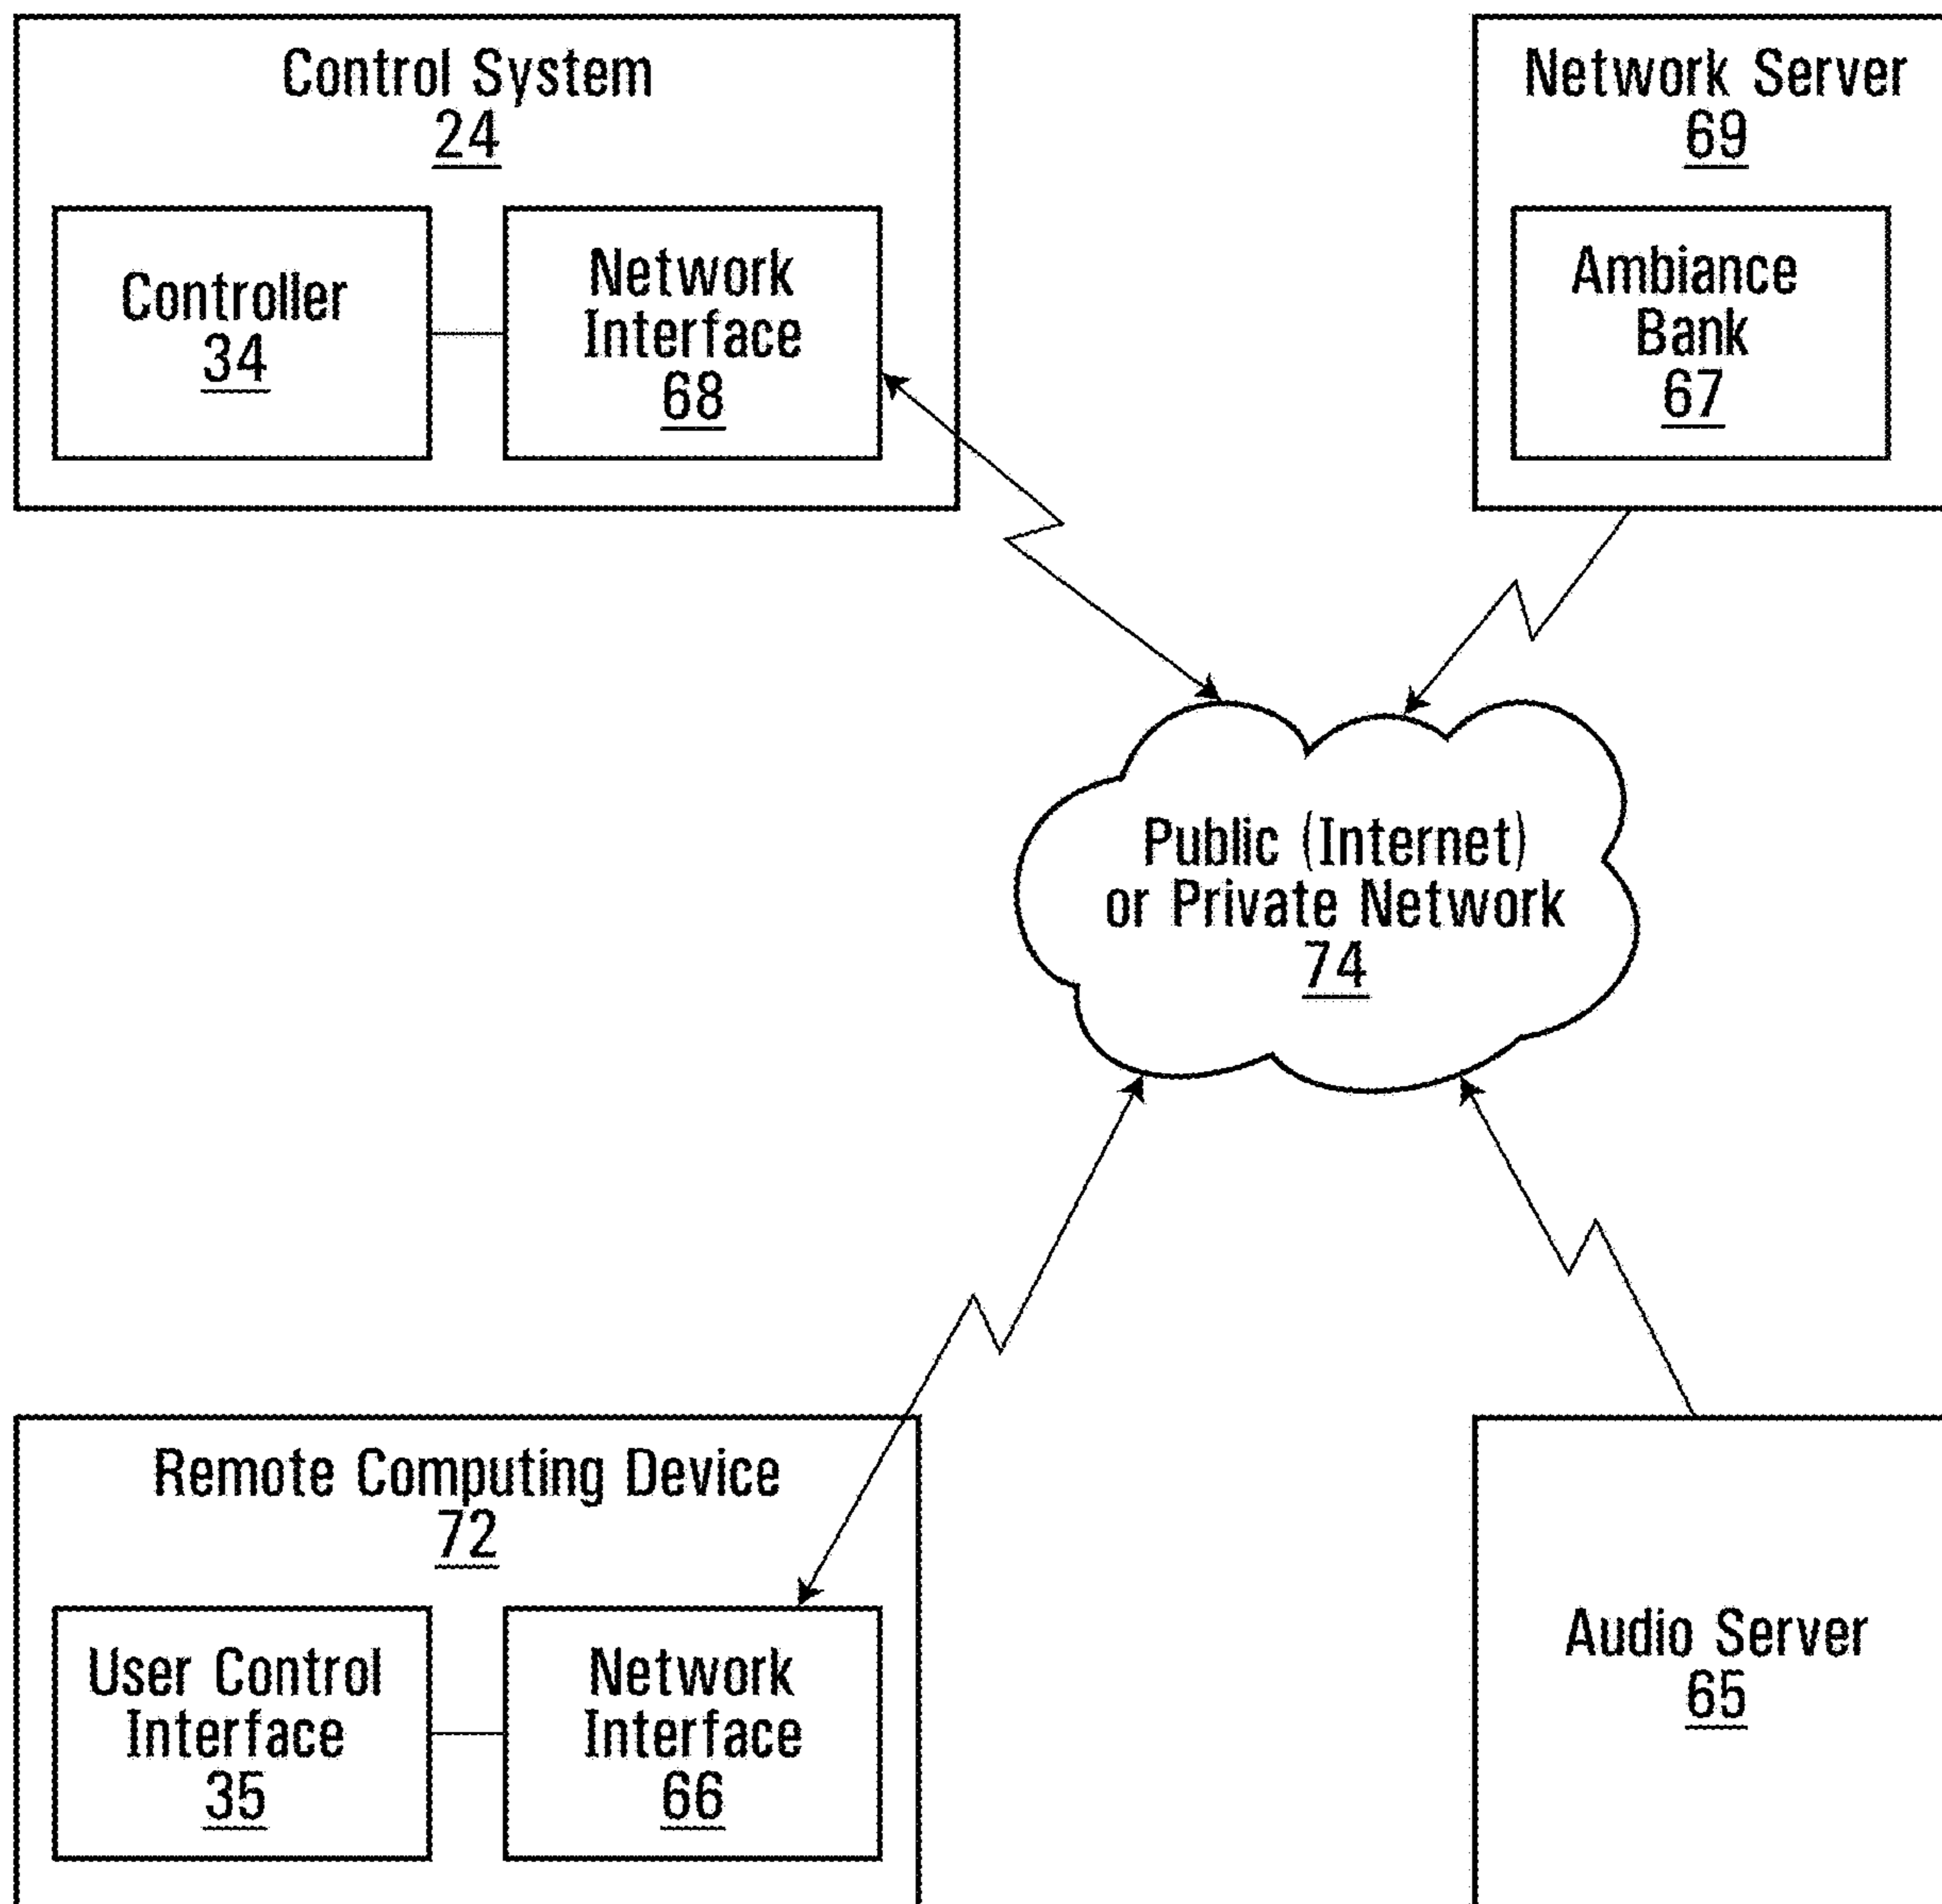 Control System
24
Controller
34
Network
Interface
68
Network Server
69
Ambiance
Bank
67
Public (Internet)
or Private Network
74
Remote Computing Device
72
User Control
Interface
35
Network
Interface
66
Audio Server
65